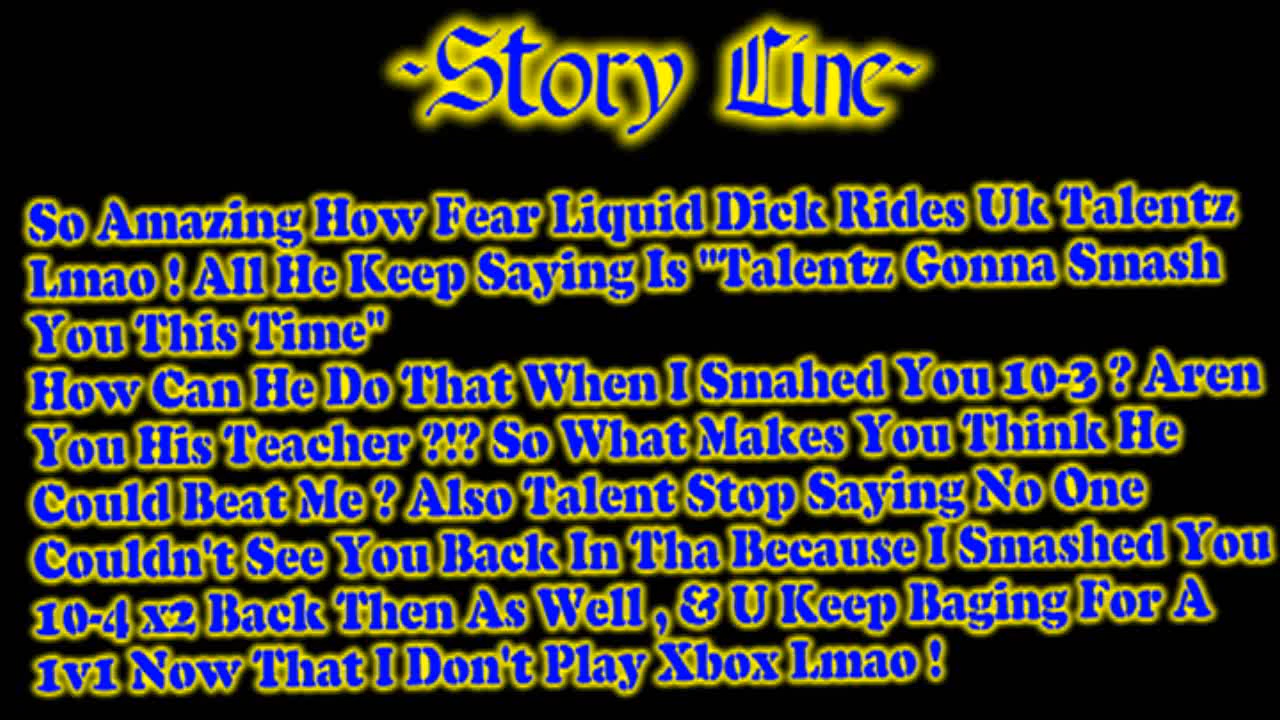 -Story Line-
So Amazing How Fear Liquid Dick Rides Uk Talentz
Lmao ! All He Keep Saying Is "Talentz Gonna Smash
You This Time"
How Can He Do That When I Smahed You 10-3 ? Aren
You His Teacher ?!? So What Makes You Think He
Could Beat Me ? Also Talent Stop Saying No One
Couldn't See You Back In Tha Because I Smashed You
10-4 x2 Back Then As Well , & U Keep Baging For A
1v1 Now That I Don't Play Xbox Lmao !